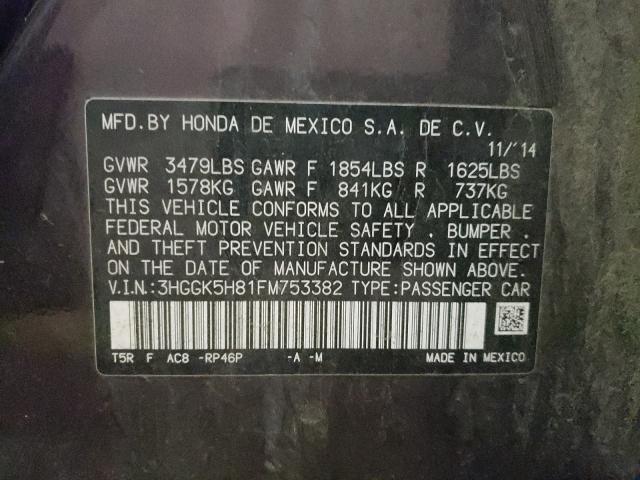 MFD.BY HONDA DE MEXICO S.A. DE C.V.
11/'14
GVWR 3479LBS GAWR F 1854LBS R 1625LBS
GVWR 1578KG GAWR F 841KG R 737KG
THIS VEHICLE CONFORMS TO ALL APPLICABLE
FEDERAL MOTOR VEHICLE SAFETY . BUMPER .
AND THEFT PREVENTION STANDARDS IN EFFECT
ON THE DATE OF MANUFACTURE SHOWN ABOVE.
V.I.N.:3HGGK5H81FM753382 TYPE:PASSENGER CAR
T5R F AC8 -RP46P -A -M MADE IN MEXICO